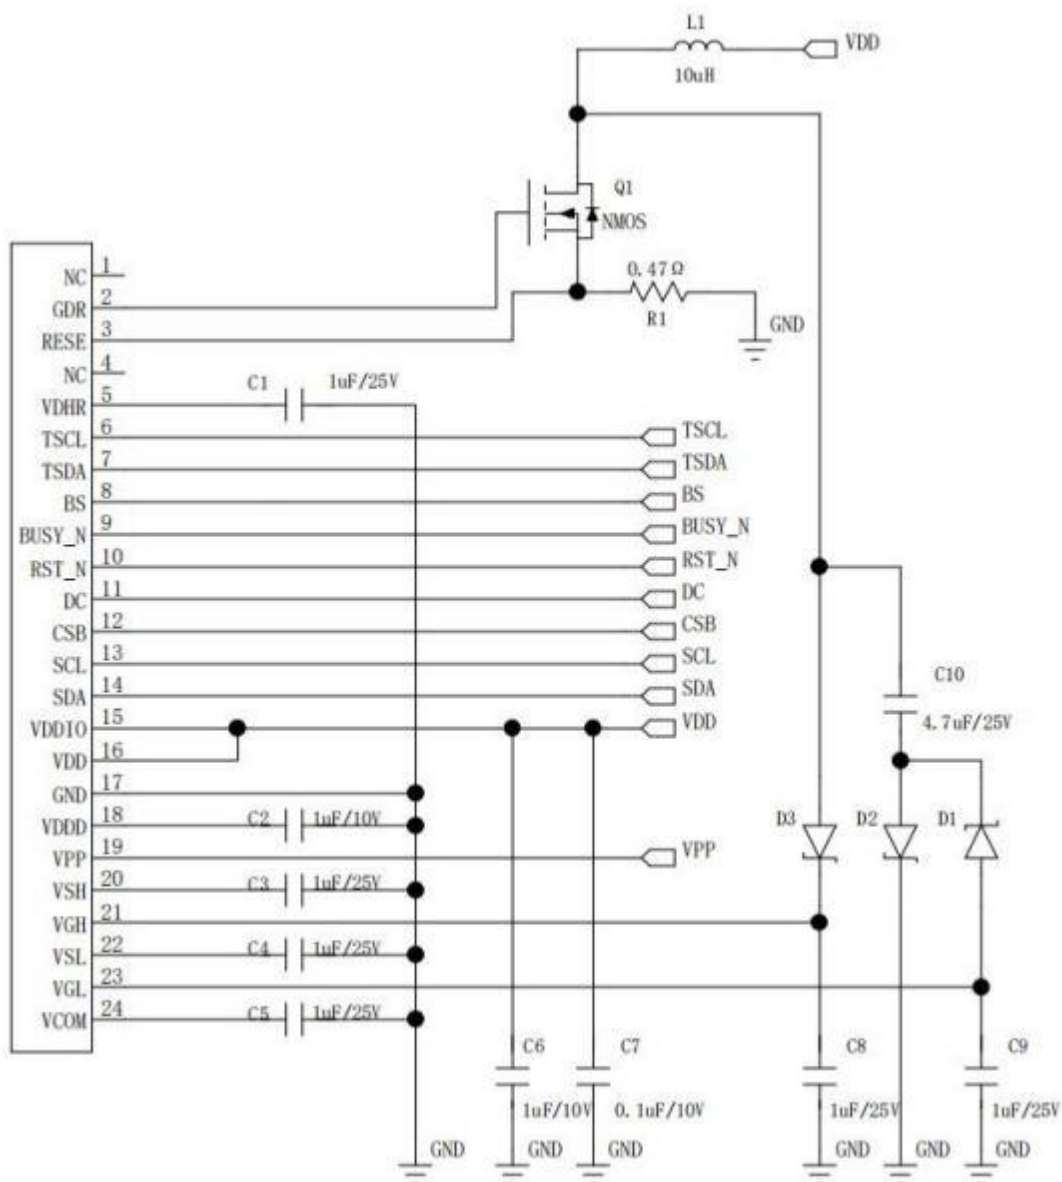 L1
VDD
10uH
Q1
NMOS
0.47Ω
R1
GND
NC 1
GDR 2
RESE 3
NC 4
VDHR 5
C1 1uF/25V
TSCL 6 TSCL
TSDA 7 TSDA
BS 8 BS
BUSY_N 9 BUSY_N
RST_N 10 RST_N
DC 11 DC
CSB 12 CSB
SCL 13 SCL
SDA 14 SDA
VDDIO 15 VDD
VDD 16
GND 17
VDDD 18 C2 1uF/10V
VPP 19 VPP
VSH 20 C3 1uF/25V
VGH 21
VSL 22 C4 1uF/25V
VGL 23
VCOM 24 C5 1uF/25V
C10
4.7uF/25V
D3 D2 D1
C6 C7 C8 C9
1uF/10V 0.1uF/10V 1uF/25V 1uF/25V
GND GND GND GND GND GND